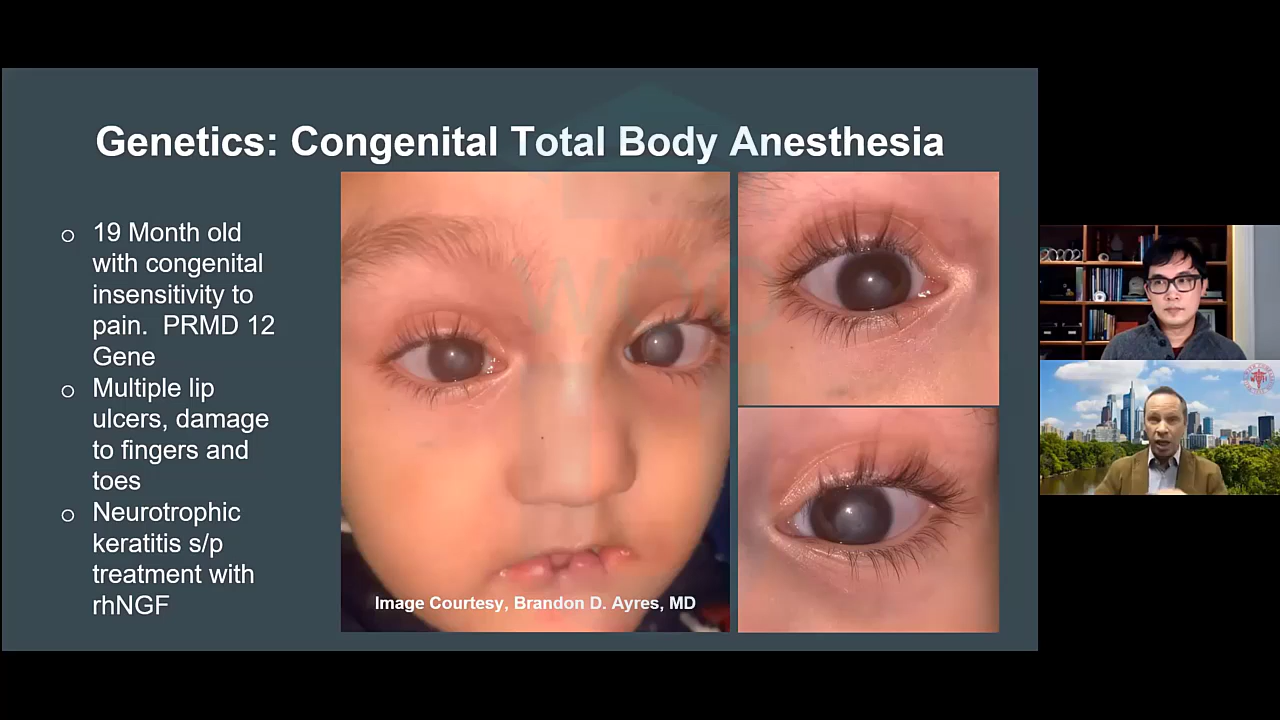 Genetics: Congenital Total Body Anesthesia
○ 19 Month old
with congenital
insensitivity to
pain.  PRMD 12
Gene
○ Multiple lip
ulcers, damage
to fingers and
toes
○ Neurotrophic
keratitis s/p
treatment with
rhNGF
Image Courtesy, Brandon D. Ayres, MD